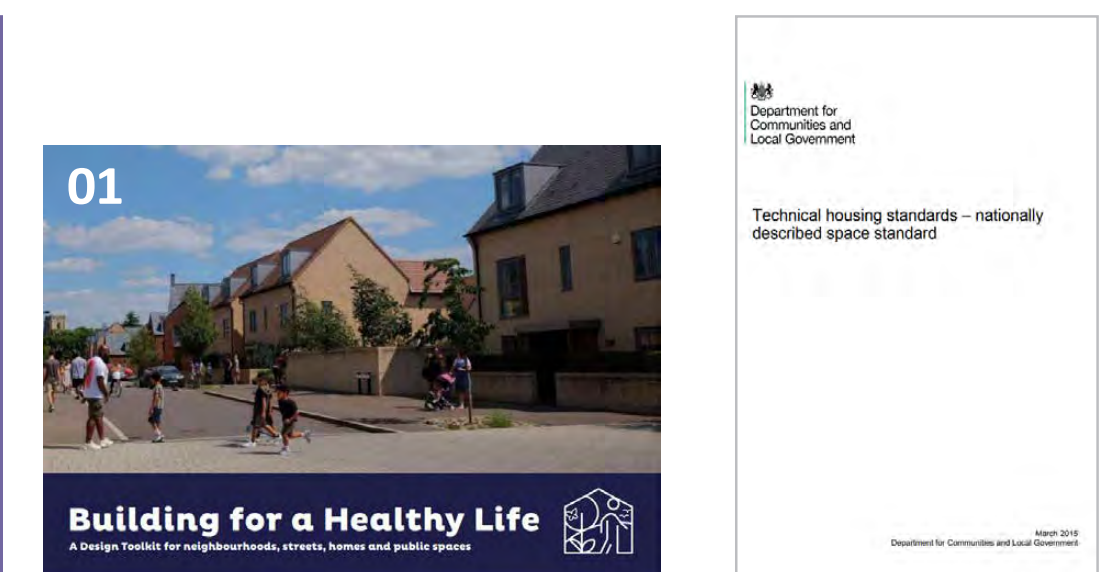 01
Building for a Healthy Life
A Design Toolkit for neighbourhoods, streets, homes and public spaces
Department for
Communities and
Local Government
Technical housing standards – nationally
described space standard
March 2015
Department for Communities and Local Government